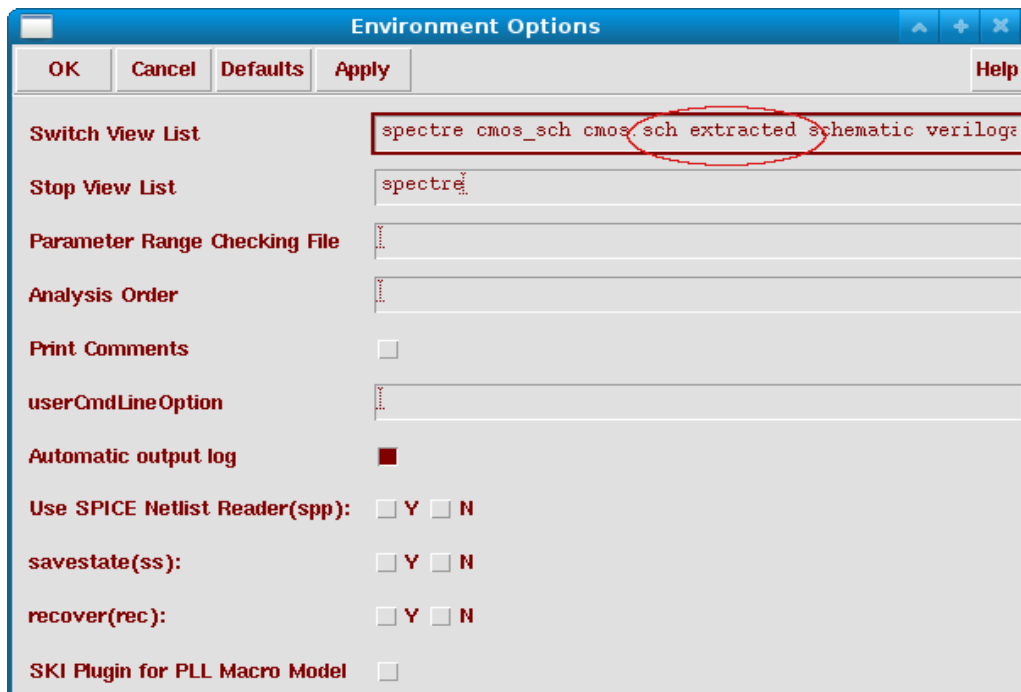 Environment Options
OK Cancel Defaults Apply Help
Switch View List spectre cmos_sch cmos.sch extracted schematic veriloga
Stop View List spectre
Parameter Range Checking File
Analysis Order
Print Comments
userCmdLineOption
Automatic output log
Use SPICE Netlist Reader(spp): Y N
savestate(ss): Y N
recover(rec): Y N
SKI Plugin for PLL Macro Model